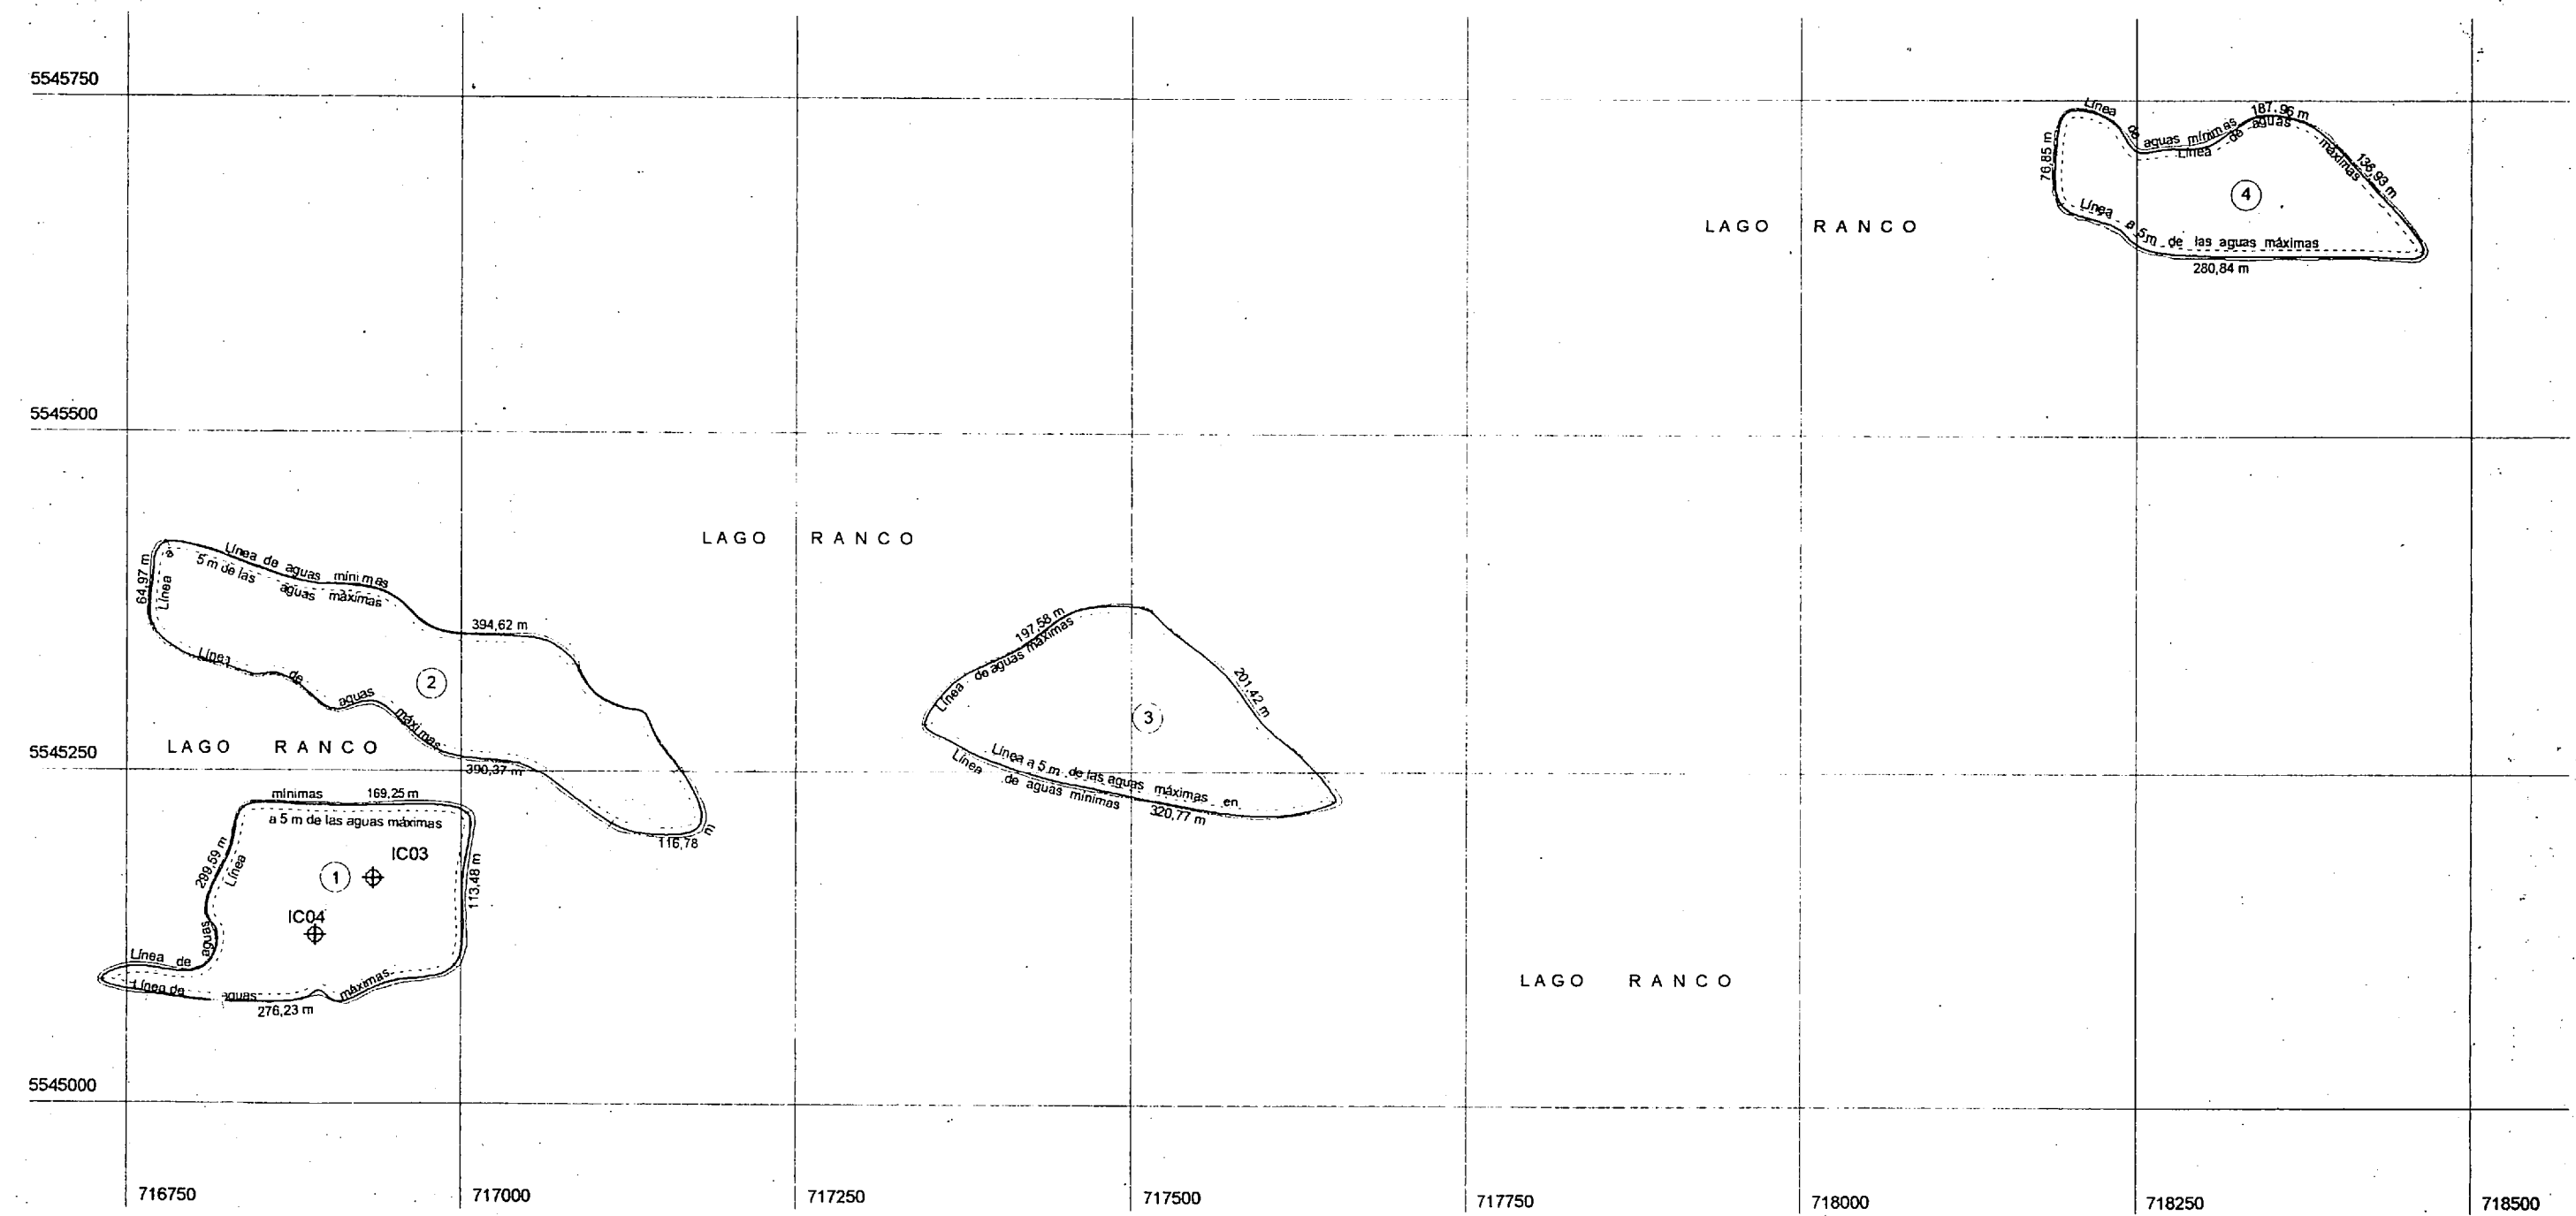 5545750
Línea de aguas mínimas
187.96 m
Línea de aguas máximas
136,93 m
76,85 m
4
Línea a 5m de las aguas máximas
280,84 m
LAGO RANCO
5545500
LAGO RANCO
Línea de aguas mínimas
Línea a 5 m de las aguas máximas
64,97 m
394,62 m
2
Línea de aguas máximas
390,37 m
116,78 m
197,58 m
Línea de aguas máximas
201,42 m
3
Línea a 5 m de las aguas máximas en
Línea de aguas mínimas
320,77 m
LAGO RANCO
5545250
mínimas 169,25 m
a 5 m de las aguas máximas
299,59 m
Línea
IC03
1
113,48 m
IC04
Línea de aguas
Línea de aguas máximas
276,23 m
LAGO RANCO
5545000
716750 717000 717250 717500 717750 718000 718250 718500